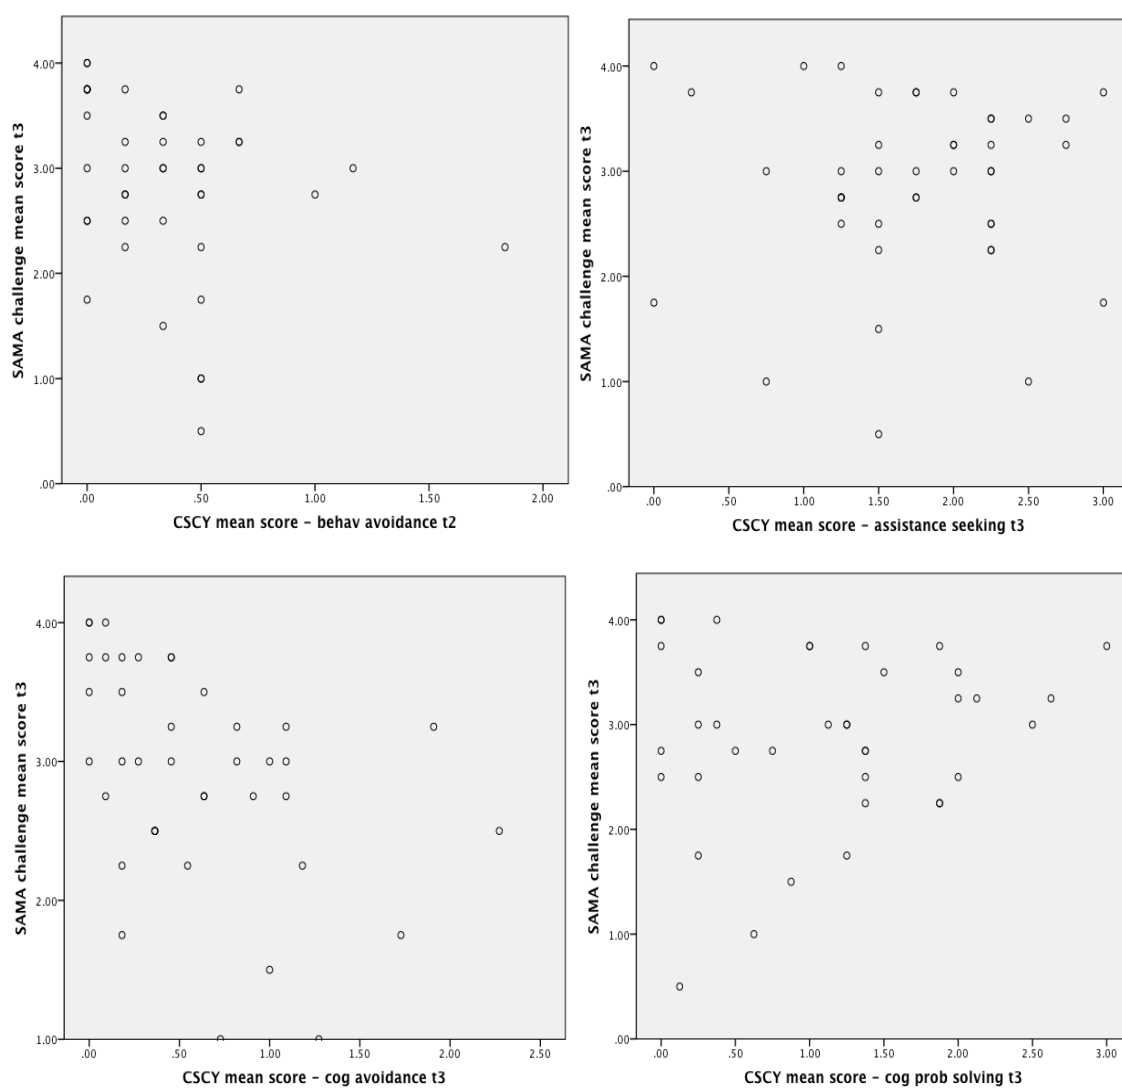 SAMA challenge mean score t3
4.00
3.00
2.00
1.00
.00
.00 .50 1.00 1.50 2.00
CSCY mean score – behav avoidance t2
SAMA challenge mean score t3
4.00
3.00
2.00
1.00
.00
.00 .50 1.00 1.50 2.00 2.50 3.00
CSCY mean score – assistance seeking t3
SAMA challenge mean score t3
4.00
3.00
2.00
1.00
.00 .50 1.00 1.50 2.00 2.50
CSCY mean score – cog avoidance t3
SAMA challenge mean score t3
4.00
3.00
2.00
1.00
.00
.00 .50 1.00 1.50 2.00 2.50 3.00
CSCY mean score – cog prob solving t3